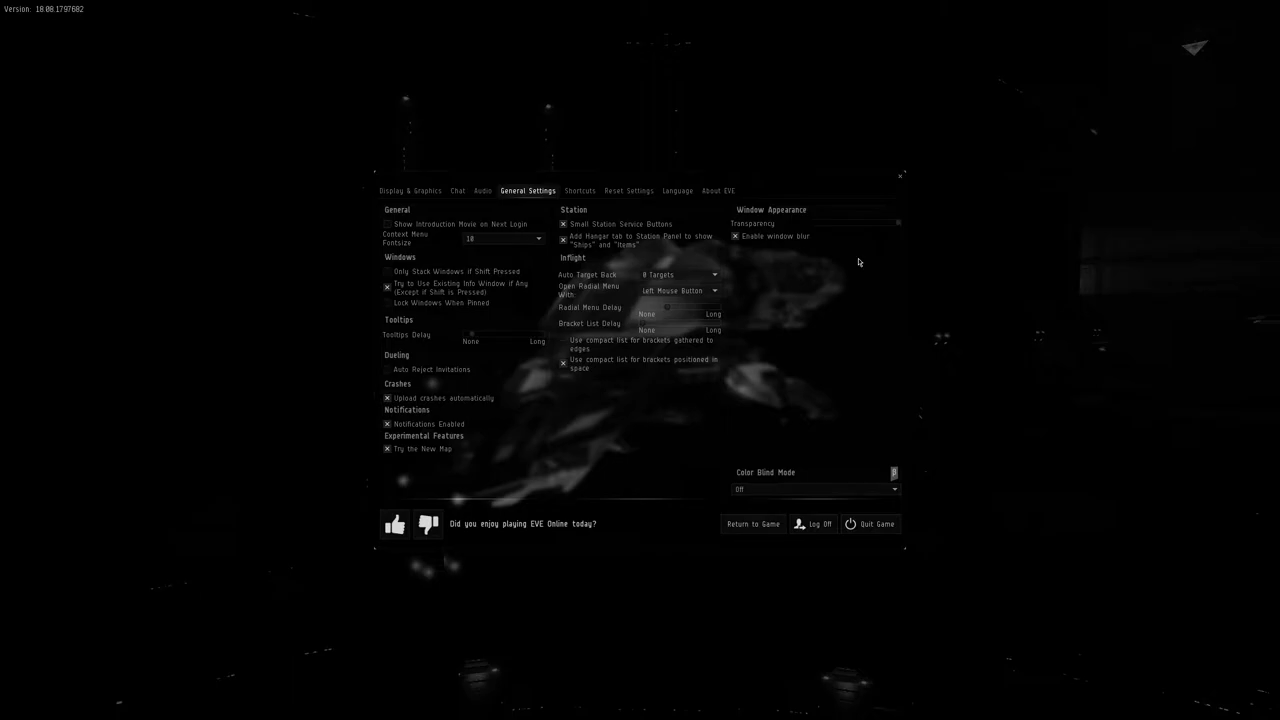 Version: 18.08.1797682
Display & Graphics Chat Audio General Settings Shortcuts Reset Settings Language About EVE
General
Show Introduction Movie on Next Login
Context Menu
Fontsize
10
Windows
Only Stack Windows if Shift Pressed
Try to Use Existing Info Window if Any
(Except if Shift is Pressed)
Lock Windows When Pinned
Tooltips
Tooltips Delay
None Long
Dueling
Auto Reject Invitations
Crashes
Upload crashes automatically
Notifications
Notifications Enabled
Experimental Features
Try the New Map
Station
Small Station Service Buttons
Add Hangar tab to Station Panel to show
"Ships" and "Items"
Inflight
Auto Target Back 8 Targets
Open Radial Menu
With:
Left Mouse Button
Radial Menu Delay
None Long
Bracket List Delay
None Long
Use compact list for brackets gathered to
edges
Use compact list for brackets positioned in
space
Window Appearance
Transparency
Enable window blur
Color Blind Mode
β
Off
Did you enjoy playing EVE Online today?
Return to Game Log Off Quit Game